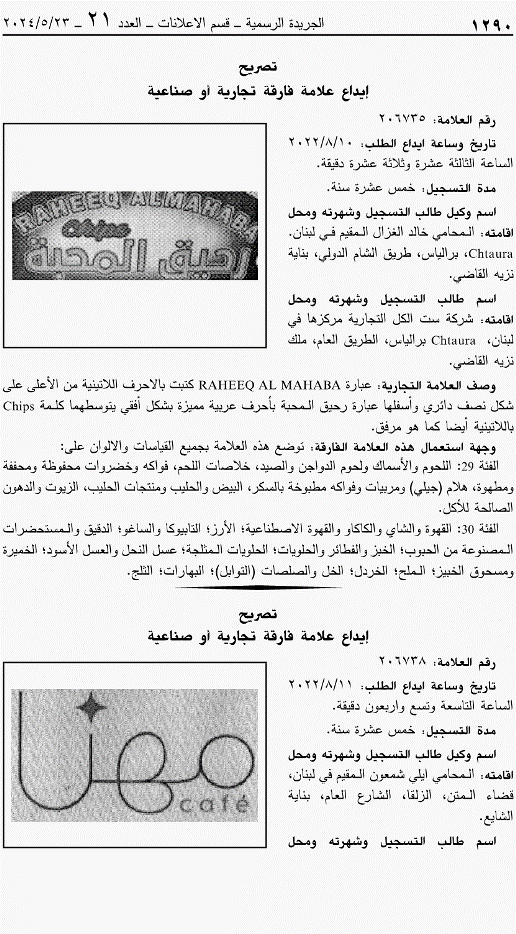 ١٢٩٠ الجريدة الرسمية ــ قسم الاعلانات ــ العدد ٢١ ــ ٢٠٢٤/٥/٢٣
تصريح
إيداع علامة فارقة تجارية أو صناعية
رقم العلامة: ٢٠٦٧٣٥
تاريخ وساعة ايداع الطلب: ٢٠٢٢/٨/١٠
الساعة الثالثة عشرة وثلاثة عشرة دقيقة.
مدة التسجيل: خمس عشرة سنة.
اسم وكيل طالب التسجيل وشهرته ومحل
اقامته: المحامي خالد الغزال المقيم في لبنان.
Chtaura، برالياس، طريق الشام الدولي، بناية
نزيه القاضي.
اسم طالب التسجيل وشهرته ومحل
اقامته: شركة ست الكل التجارية مركزها في
لبنان، Chtaura برالياس، الطريق العام، ملك
نزيه القاضي.
RAHEEQ ALMAHABA
Chips
رحيق المحبة
وصف العلامة التجارية: عبارة RAHEEQ AL MAHABA كتبت بالاحرف اللاتينية من الأعلى على
شكل نصف دائري وأسفلها عبارة رحيق المحبة بأحرف عربية مميزة بشكل أفقي يتوسطهما كلمة Chips
باللاتينية أيضا كما هو مرفق.
وجهة استعمال هذه العلامة الفارقة: توضع هذه العلامة بجميع القياسات والالوان على:
الفئة 29: اللحوم والأسماك ولحوم الدواجن والصيد، خلاصات اللحم، فواكه وخضروات محفوظة ومجففة
ومطهوة، هلام (جيلي) ومربيات وفواكه مطبوخة بالسكر، البيض والحليب ومنتجات الحليب، الزيوت والدهون
الصالحة للأكل.
الفئة 30: القهوة والشاي والكاكاو والقهوة الاصطناعية؛ الأرز؛ التابيوكا والساغو؛ الدقيق والمستحضرات
المصنوعة من الحبوب؛ الخبز والفطائر والحلويات؛ الحلويات المثلجة؛ عسل النحل والعسل الأسود؛ الخميرة
ومسحوق الخبيز؛ الملح؛ الخردل؛ الخل والصلصات (التوابل)؛ البهارات؛ الثلج.
تصريح
إيداع علامة فارقة تجارية أو صناعية
رقم العلامة: ٢٠٦٧٣٨
تاريخ وساعة ايداع الطلب: ٢٠٢٢/٨/١١
الساعة التاسعة وتسع واربعون دقيقة.
مدة التسجيل: خمس عشرة سنة.
اسم وكيل طالب التسجيل وشهرته ومحل
اقامته: المحامي ايلي شمعون المقيم في لبنان،
قضاء المتن، الزلقا، الشارع العام، بناية
الشايع.
اسم طالب التسجيل وشهرته ومحل
café